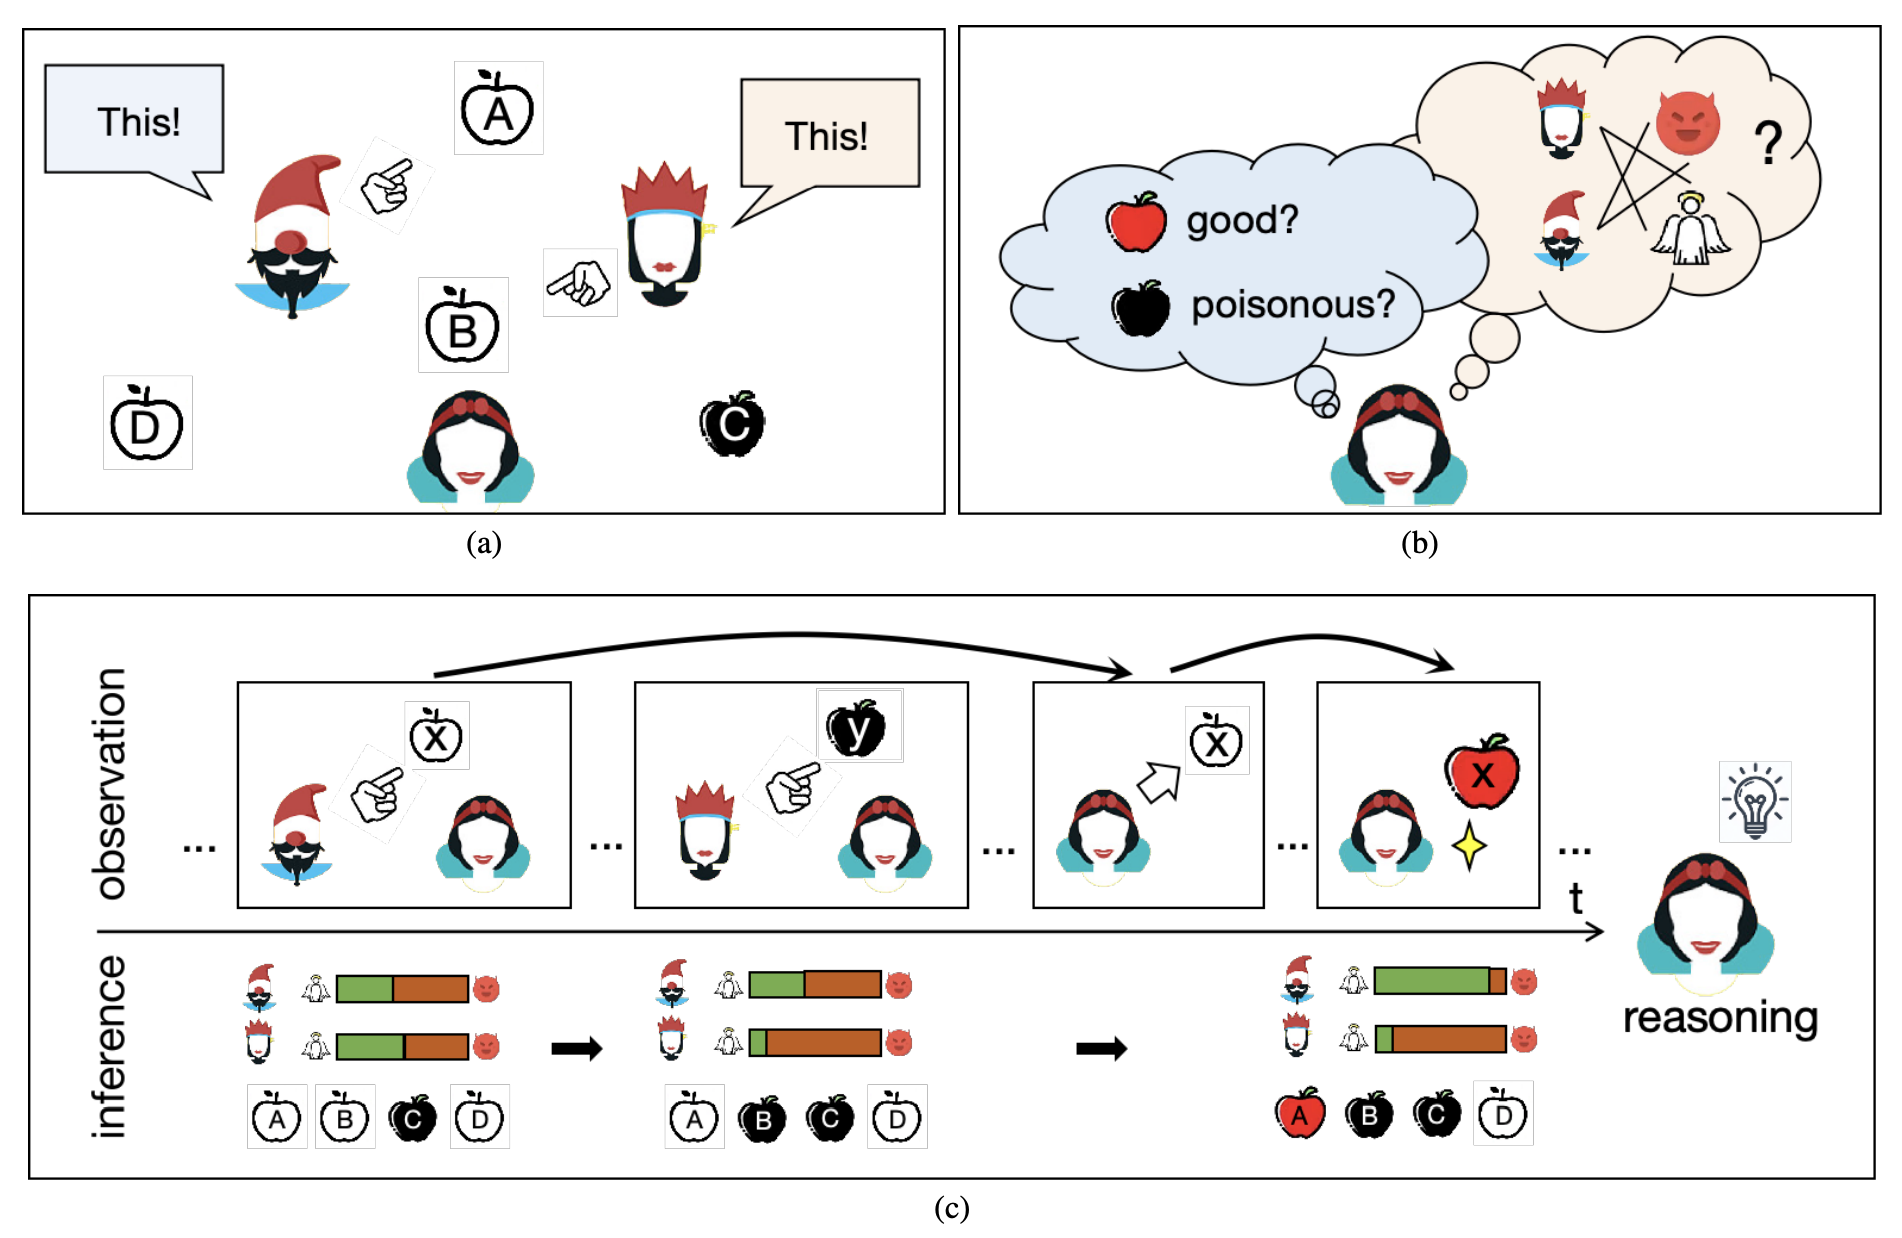 This!
A
This!
B
D
C
(a)
good?
poisonous?
?
(b)
observation
x
y
x
x
...
...
...
...
...
t
inference
A
B
C
D
A
B
C
D
A
B
C
D
reasoning
(c)